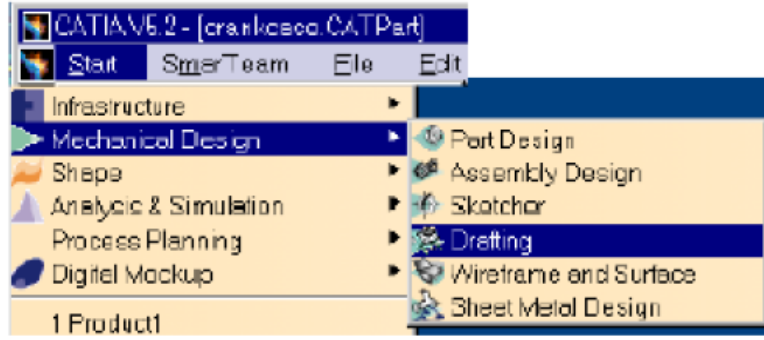 CATIA V5.2 - [crankcase.CATPart]
Start SmarTeam File Edit
Infrastructure
Mechanical Design
Shape
Analysis & Simulation
Process Planning
Digital Mockup
1 Product1
Part Design
Assembly Design
Sketcher
Drafting
Wireframe and Surface
Sheet Metal Design